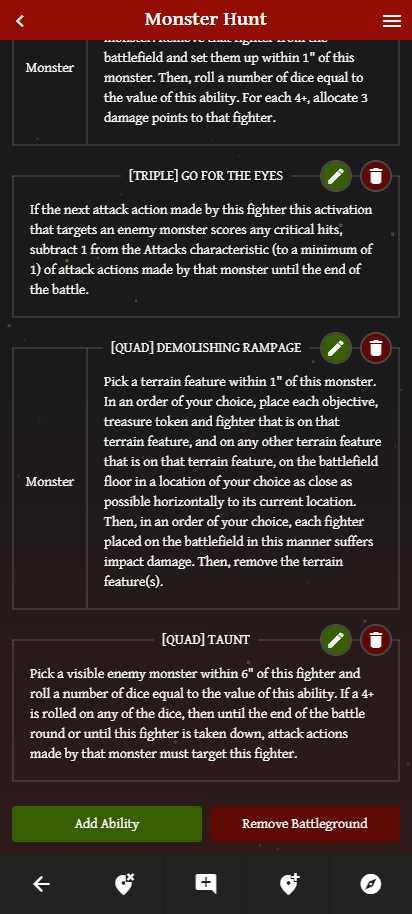 Monster Hunt
monster. Remove that fighter from the
Monster
battlefield and set them up within 1" of this
monster. Then, roll a number of dice equal to
the value of this ability. For each 4+, allocate 3
damage points to that fighter.
[TRIPLE] GO FOR THE EYES
If the next attack action made by this fighter this activation
that targets an enemy monster scores any critical hits,
subtract 1 from the Attacks characteristic (to a minimum of
1) of attack actions made by that monster until the end of
the battle.
[QUAD] DEMOLISHING RAMPAGE
Monster
Pick a terrain feature within 1" of this monster.
In an order of your choice, place each objective,
treasure token and fighter that is on that
terrain feature, and on any other terrain feature
that is on that terrain feature, on the battlefield
floor in a location of your choice as close as
possible horizontally to its current location.
Then, in an order of your choice, each fighter
placed on the battlefield in this manner suffers
impact damage. Then, remove the terrain
feature(s).
[QUAD] TAUNT
Pick a visible enemy monster within 6" of this fighter and
roll a number of dice equal to the value of this ability. If a 4+
is rolled on any of the dice, then until the end of the battle
round or until this fighter is taken down, attack actions
made by that monster must target this fighter.
Add Ability
Remove Battleground